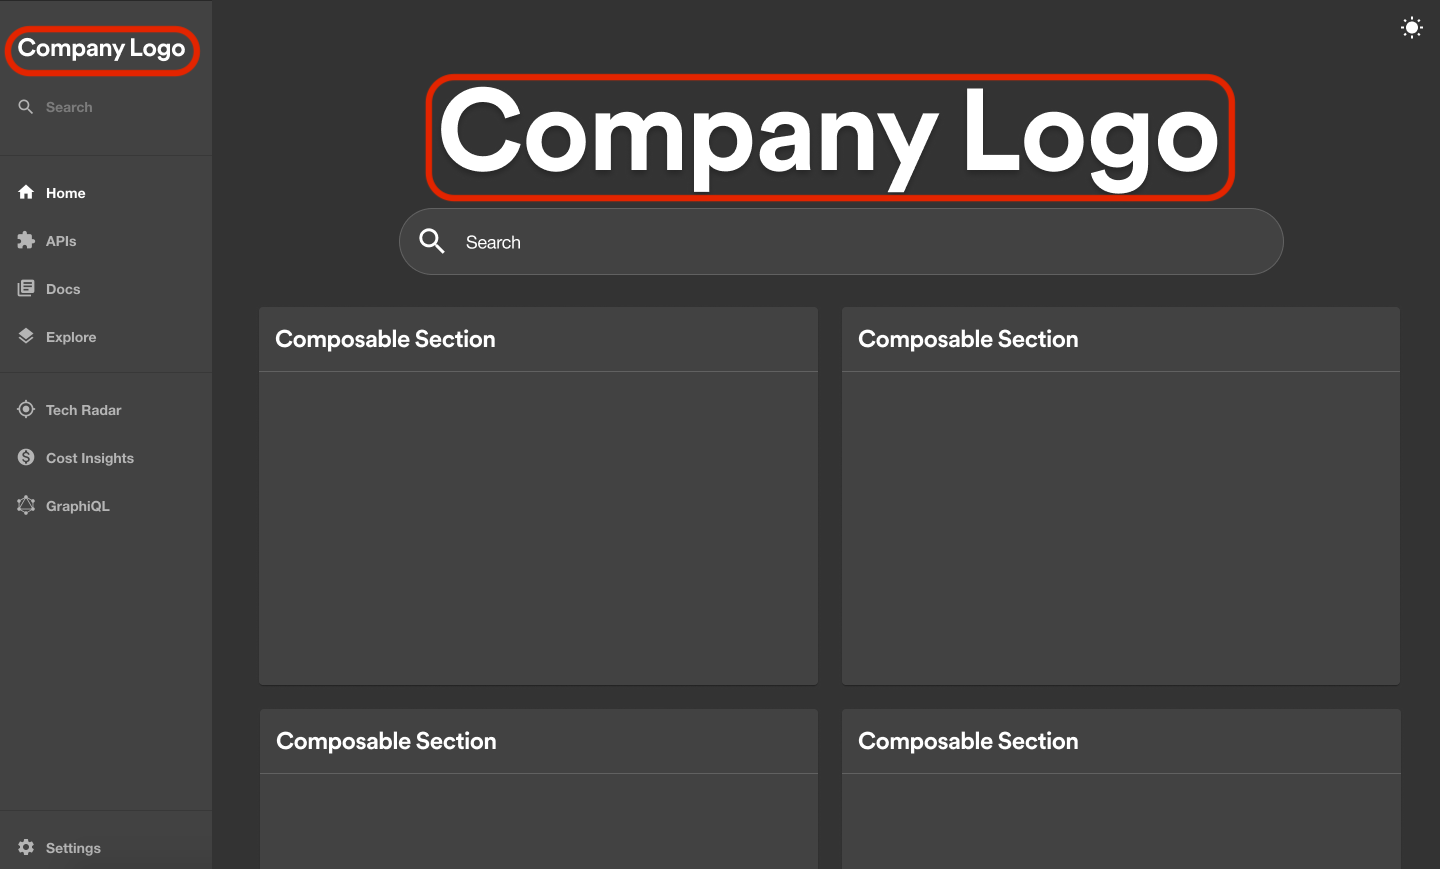 Company Logo
Search
Home
APIs
Docs
Explore
Tech Radar
Cost Insights
GraphiQL
Settings
Company Logo
Search
Composable Section
Composable Section
Composable Section
Composable Section